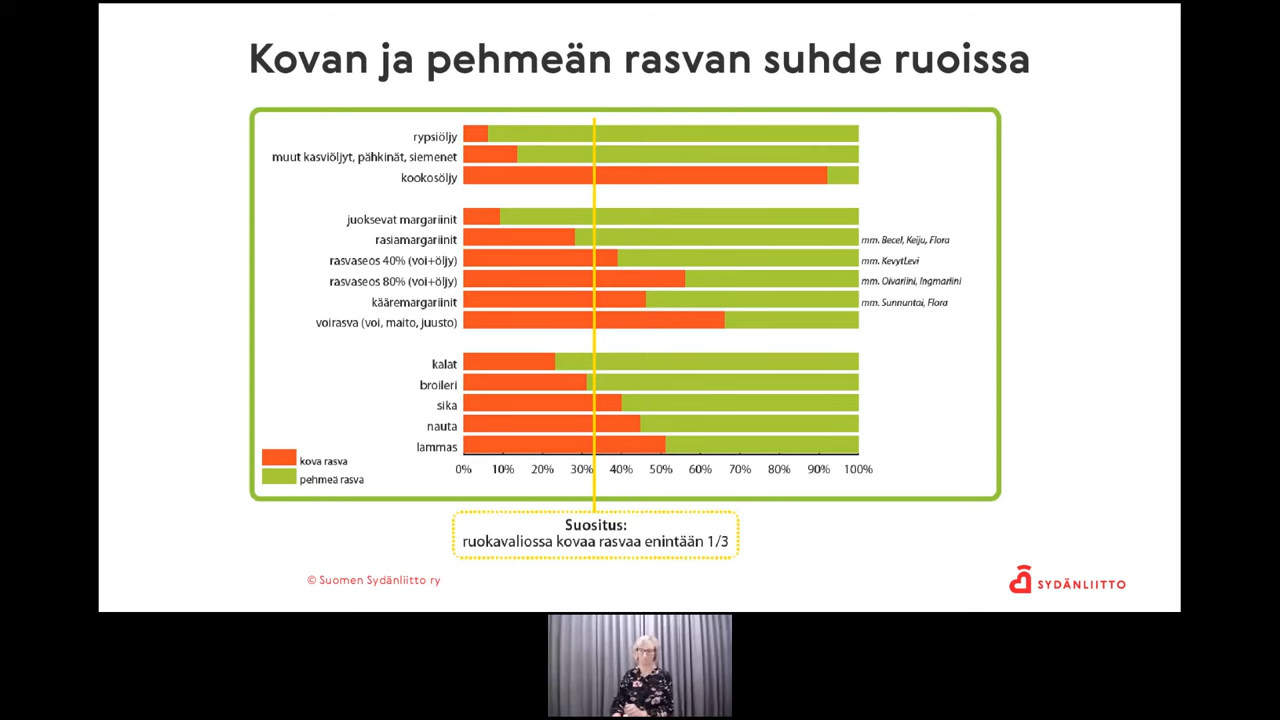 Kovan ja pehmeän rasvan suhde ruoissa
rypsiöljy
muut kasviöljyt, pähkinät, siemenet
kookosöljy
juoksevat margariinit
rasiamargariinit mm. Becel, Keiju, Flora
rasvaseos 40% (voi+öljy) mm. KevytLevi
rasvaseos 80% (voi+öljy) mm. Oivariini, Ingmariini
kääremargariinit mm. Sunnuntai, Flora
voirasva (voi, maito, juusto)
kalat
broileri
sika
nauta
lammas
0% 10% 20% 30% 40% 50% 60% 70% 80% 90% 100%
kova rasva
pehmeä rasva
Suositus:
ruokavaliossa kovaa rasvaa enintään 1/3
© Suomen Sydänliitto ry
SYDÄNLIITTO